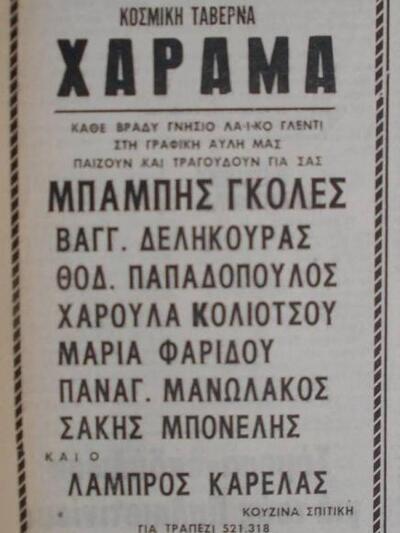 ΚΟΣΜΙΚΗ ΤΑΒΕΡΝΑ
ΧΑΡΑΜΑ
ΚΑΘΕ ΒΡΑΔΥ ΓΝΗΣΙΟ ΛΑ-Ι-ΚΟ ΓΛΕΝΤΙ
ΣΤΗ ΓΡΑΦΙΚΗ ΑΥΛΗ ΜΑΣ
ΠΑΙΖΟΥΝ ΚΑΙ ΤΡΑΓΟΥΔΟΥΝ ΓΙΑ ΣΑΣ
ΜΠΑΜΠΗΣ ΓΚΟΛΕΣ
ΒΑΓΓ. ΔΕΛΗΚΟΥΡΑΣ
ΘΟΔ. ΠΑΠΑΔΟΠΟΥΛΟΣ
ΧΑΡΟΥΛΑ ΚΟΛΙΟΤΣΟΥ
ΜΑΡΙΑ ΦΑΡΙΔΟΥ
ΠΑΝΑΓ. ΜΑΝΩΛΑΚΟΣ
ΣΑΚΗΣ ΜΠΟΝΕΛΗΣ
ΚΑΙ Ο
ΛΑΜΠΡΟΣ ΚΑΡΕΛΑΣ
ΚΟΥΖΙΝΑ ΣΠΙΤΙΚΗ
ΓΙΑ ΤΡΑΠΕΖΙ 521.318